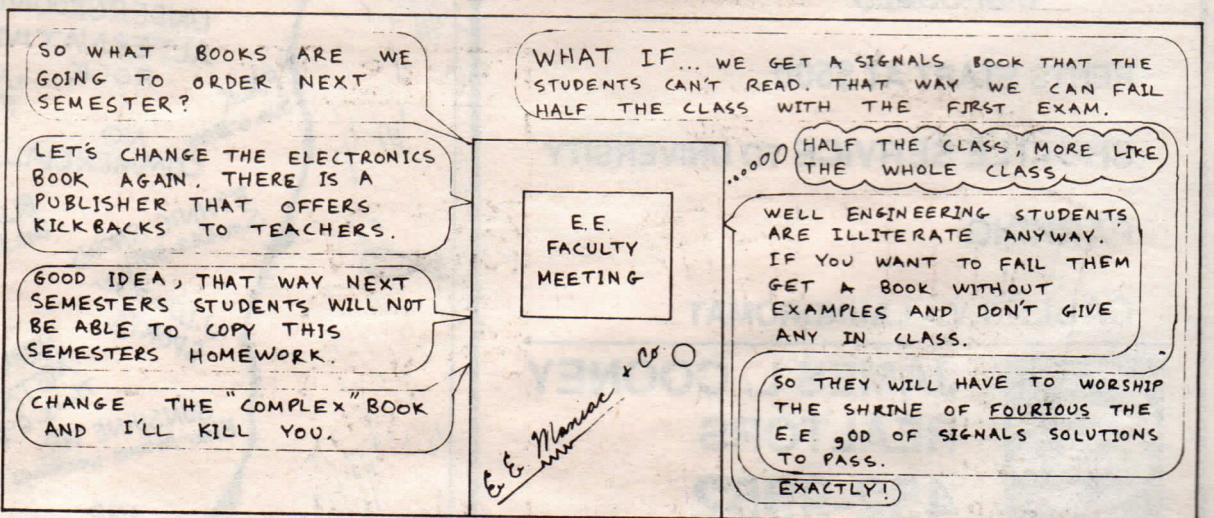 SO WHAT BOOKS ARE WE
GOING TO ORDER NEXT
SEMESTER?
LET'S CHANGE THE ELECTRONICS
BOOK AGAIN. THERE IS A
PUBLISHER THAT OFFERS
KICKBACKS TO TEACHERS.
GOOD IDEA, THAT WAY NEXT
SEMESTERS STUDENTS WILL NOT
BE ABLE TO COPY THIS
SEMESTERS HOMEWORK.
CHANGE THE "COMPLEX" BOOK
AND I'LL KILL YOU.
E.E.
FACULTY
MEETING
E E Maniac x Co
WHAT IF... WE GET A SIGNALS BOOK THAT THE
STUDENTS CAN'T READ. THAT WAY WE CAN FAIL
HALF THE CLASS WITH THE FIRST EXAM.
HALF THE CLASS, MORE LIKE
THE WHOLE CLASS
WELL ENGINEERING STUDENTS
ARE ILLITERATE ANYWAY.
IF YOU WANT TO FAIL THEM
GET A BOOK WITHOUT
EXAMPLES AND DON'T GIVE
ANY IN CLASS.
SO THEY WILL HAVE TO WORSHIP
THE SHRINE OF FOURIOUS THE
E.E. gOD OF SIGNALS SOLUTIONS
TO PASS.
EXACTLY!